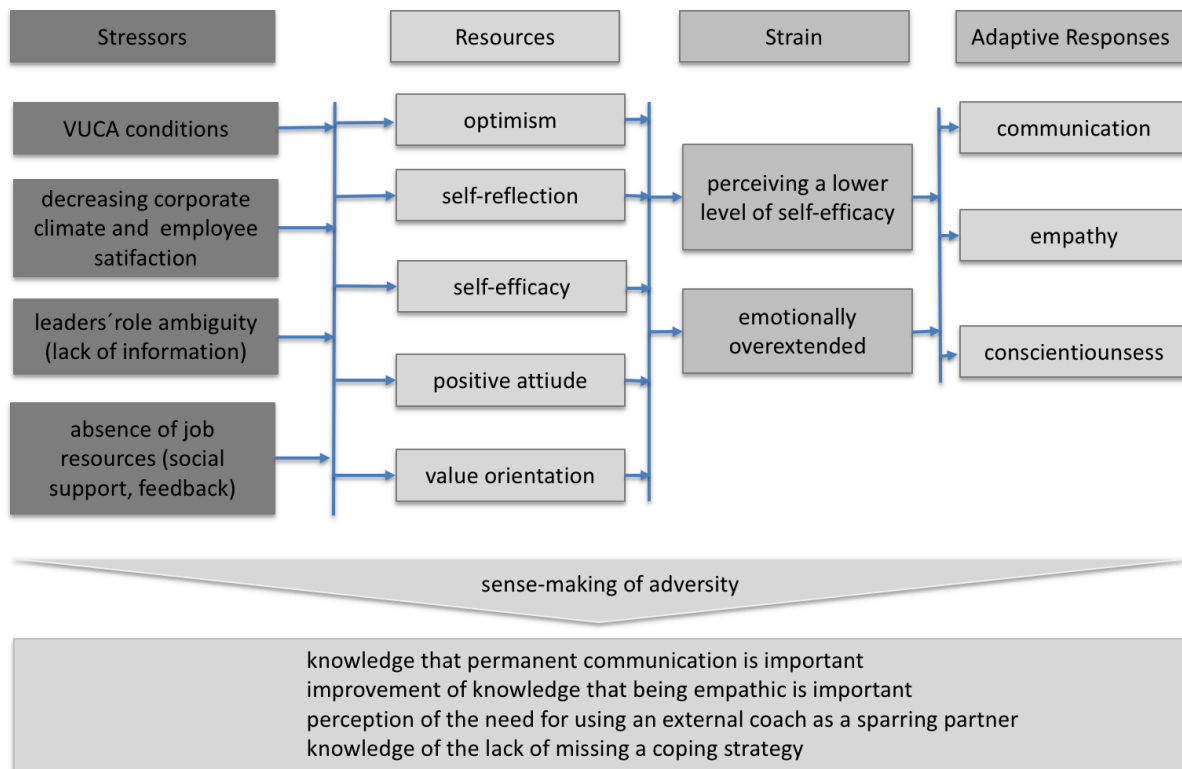 Stressors
Resources
Strain
Adaptive Responses
VUCA conditions
decreasing corporate
climate and employee
satifaction
leaders´role ambiguity
(lack of information)
absence of job
resources (social
support, feedback)
optimism
self-reflection
self-efficacy
positive attiude
value orientation
perceiving a lower
level of self-efficacy
emotionally
overextended
communication
empathy
conscientiounsess
sense-making of adversity
knowledge that permanent communication is important
improvement of knowledge that being empathic is important
perception of the need for using an external coach as a sparring partner
knowledge of the lack of missing a coping strategy